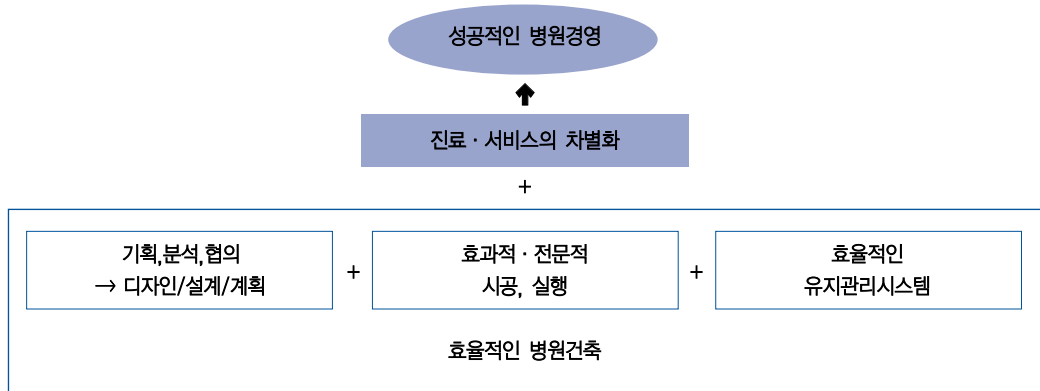 성공적인 병원경영
진료 · 서비스의 차별화
+
기획,분석,협의
→ 디자인/설계/계획
+
효과적 · 전문적
시공, 실행
+
효율적인
유지관리시스템
효율적인 병원건축